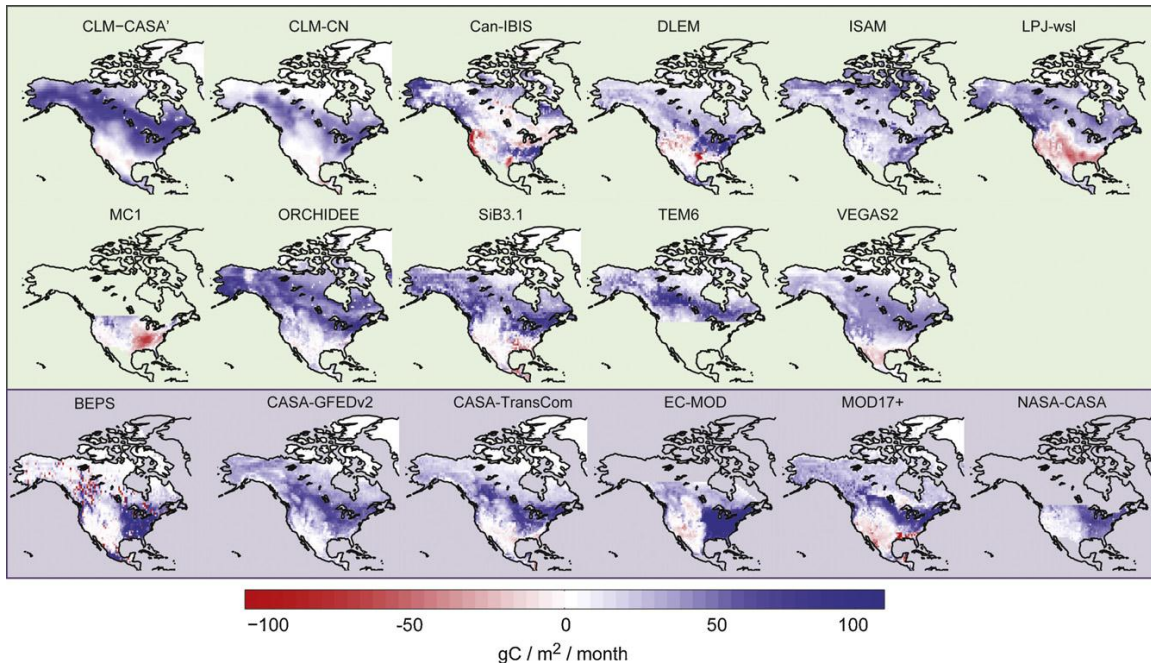 CLM−CASA' CLM-CN Can-IBIS DLEM ISAM LPJ-wsl
MC1 ORCHIDEE SiB3.1 TEM6 VEGAS2
BEPS CASA-GFEDv2 CASA-TransCom EC-MOD MOD17+ NASA-CASA
−100 -50 0 50 100
gC / m² / month